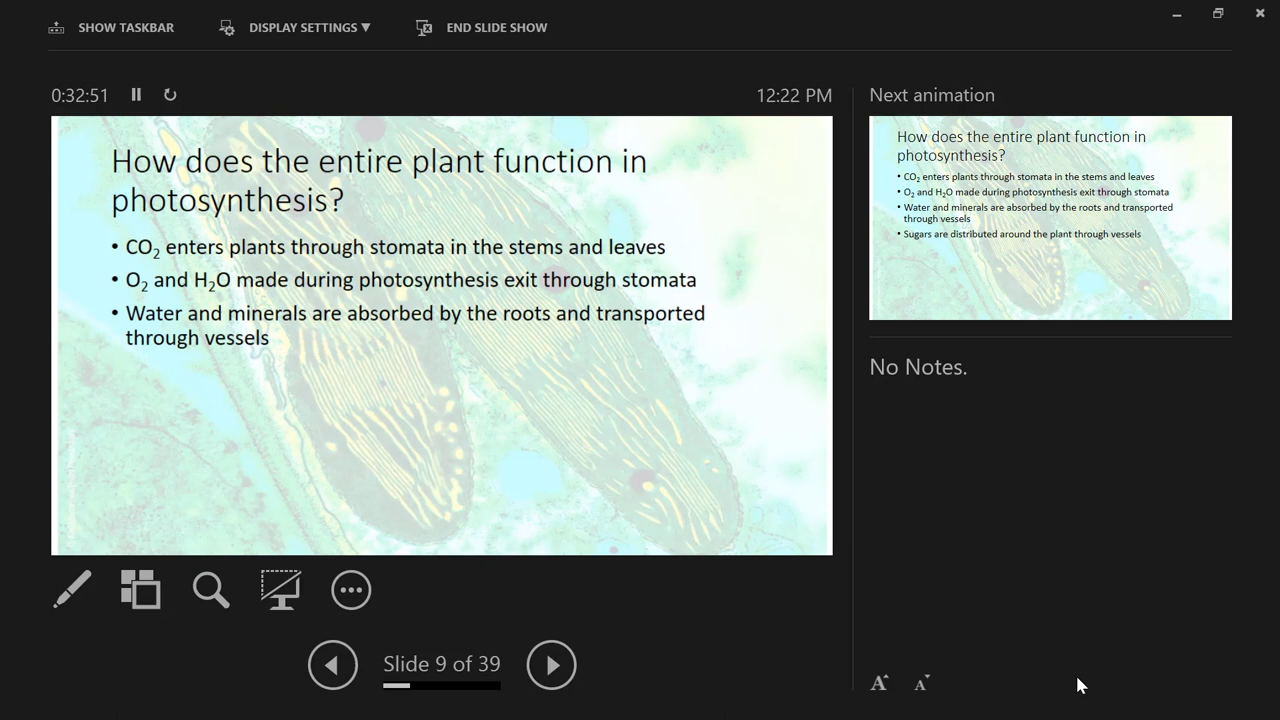 SHOW TASKBAR
DISPLAY SETTINGS ▼
END SLIDE SHOW
0:32:51
12:22 PM
How does the entire plant function in
photosynthesis?
• CO₂ enters plants through stomata in the stems and leaves
• O₂ and H₂O made during photosynthesis exit through stomata
• Water and minerals are absorbed by the roots and transported
through vessels
Slide 9 of 39
Next animation
How does the entire plant function in
photosynthesis?
• CO₂ enters plants through stomata in the stems and leaves
• O₂ and H₂O made during photosynthesis exit through stomata
• Water and minerals are absorbed by the roots and transported
through vessels
• Sugars are distributed around the plant through vessels
No Notes.
A A